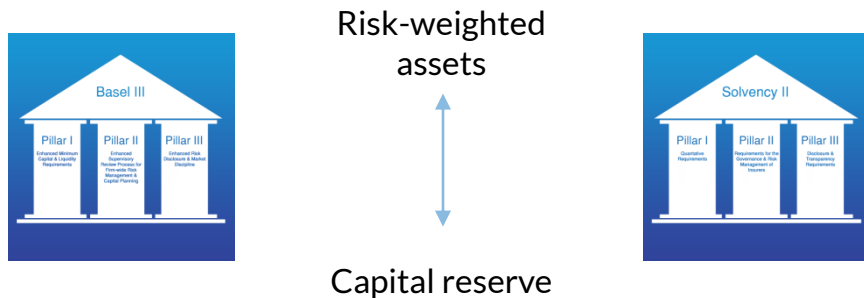 Risk-weighted
assets
Basel III
Pillar I
Enhanced Minimum
Capital & Liquidity
Requirements
Pillar II
Enhanced
Supervisory
Review Process for
Firm-wide Risk
Management &
Capital Planning
Pillar III
Enhanced Risk
Disclosure & Market
Discipline
Solvency II
Pillar I
Quantative
Requirements
Pillar II
Requirements for the
Governance & Risk
Management of
Insurers
Pillar III
Disclosure &
Transparency
Requirements
Capital reserve